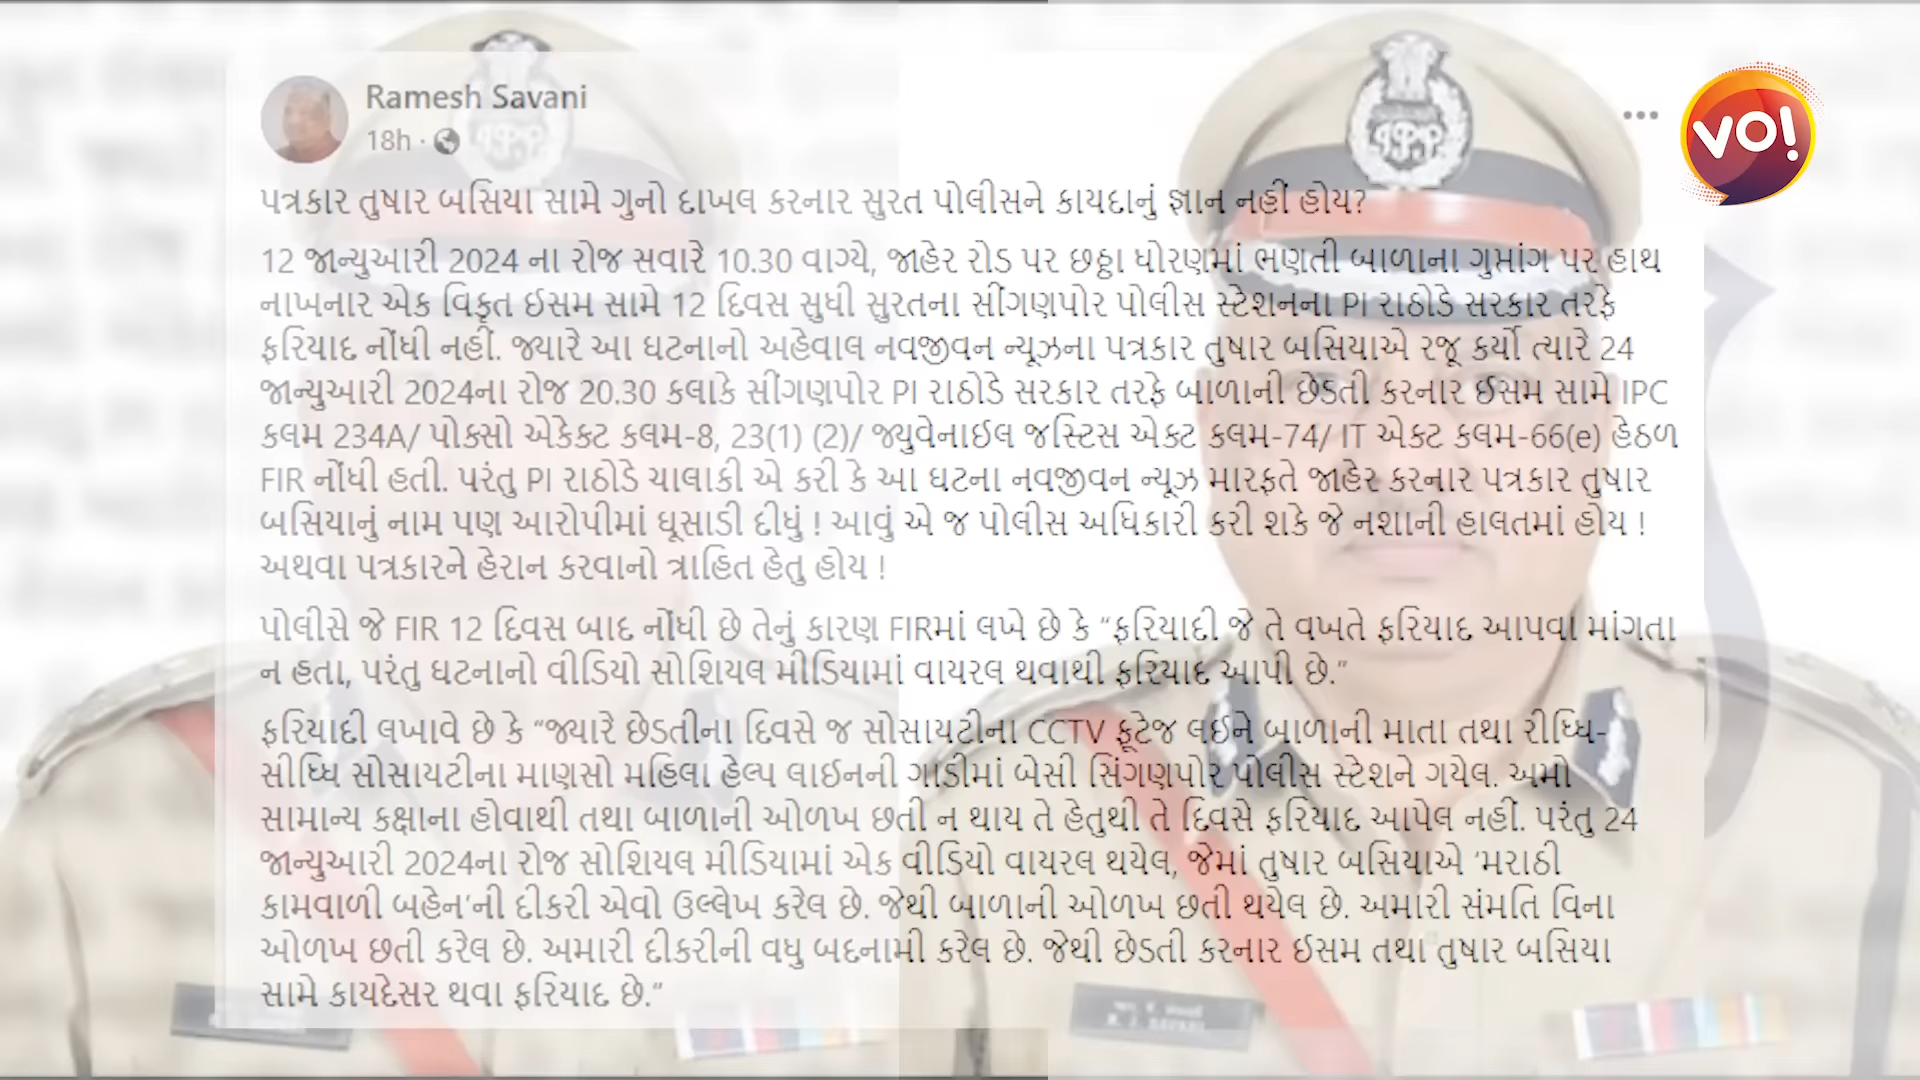 Ramesh Savani
18h ·
VO!
પત્રકાર તુષાર બસિયા સામે ગુનો દાખલ કરનાર સુરત પોલીસને કાયદાનું જ્ઞાન નહીં હોય?
12 જાન્યુઆરી 2024 ના રોજ સવારે 10.30 વાગ્યે, જાહેર રોડ પર છઠ્ઠા ધોરણમાં ભણતી બાળાના ગુપ્તાંગ પર હાથ
નાખનાર એક વિકૃત ઈસમ સામે 12 દિવસ સુધી સુરતના સીંગણપોર પોલીસ સ્ટેશનના PI રાઠોડે સરકાર તરફે
ફરિયાદ નોંધી નહીં. જ્યારે આ ઘટનાનો અહેવાલ નવજીવન ન્યૂઝના પત્રકાર તુષાર બસિયાએ રજૂ કર્યો ત્યારે 24
જાન્યુઆરી 2024ના રોજ 20.30 કલાકે સીંગણપોર PI રાઠોડે સરકાર તરફે બાળાની છેડતી કરનાર ઈસમ સામે IPC
કલમ 234A/ પોક્સો એકેકટ કલમ-8, 23(1) (2)/ જ્યુવેનાઈલ જસ્ટિસ એકટ કલમ-74/ IT એકટ કલમ-66(e) હેઠળ
FIR નોંધી હતી. પરંતુ PI રાઠોડે ચાલાકી એ કરી કે આ ઘટના નવજીવન ન્યૂઝ મારફતે જાહેર કરનાર પત્રકાર તુષાર
બસિયાનું નામ પણ આરોપીમાં ઘૂસાડી દીધું ! આવું એ જ પોલીસ અધિકારી કરી શકે જે નશાની હાલતમાં હોય !
અથવા પત્રકારને હેરાન કરવાનો ત્રાહિત હેતુ હોય !
પોલીસે જે FIR 12 દિવસ બાદ નોંધી છે તેનું કારણ FIRમાં લખે છે કે “ફરિયાદી જે તે વખતે ફરિયાદ આપવા માંગતા
ન હતા, પરંતુ ઘટનાનો વીડિયો સોશિયલ મીડિયામાં વાયરલ થવાથી ફરિયાદ આપી છે.”
ફરિયાદી લખાવે છે કે “જ્યારે છેડતીના દિવસે જ સોસાયટીના CCTV ફૂટેજ લઈને બાળાની માતા તથા રીધ્ધિ-
સીધ્ધિ સોસાયટીના માણસો મહિલા હેલ્પ લાઈનની ગાડીમાં બેસી સિંગણપોર પોલીસ સ્ટેશને ગયેલ. અમો
સામાન્ય કક્ષાના હોવાથી તથા બાળાની ઓળખ છતી ન થાય તે હેતુથી તે દિવસે ફરિયાદ આપેલ નહીં. પરંતુ 24
જાન્યુઆરી 2024ના રોજ સોશિયલ મીડિયામાં એક વીડિયો વાયરલ થયેલ, જેમાં તુષાર બસિયાએ ‘મરાઠી
કામવાળી બહેન’ની દીકરી એવો ઉલ્લેખ કરેલ છે. જેથી બાળાની ઓળખ છતી થયેલ છે. અમારી સંમતિ વિના
ઓળખ છતી કરેલ છે. અમારી દીકરીની વધુ બદનામી કરેલ છે. જેથી છેડતી કરનાર ઈસમ તથા તુષાર બસિયા
સામે કાયદેસર થવા ફરિયાદ છે.”